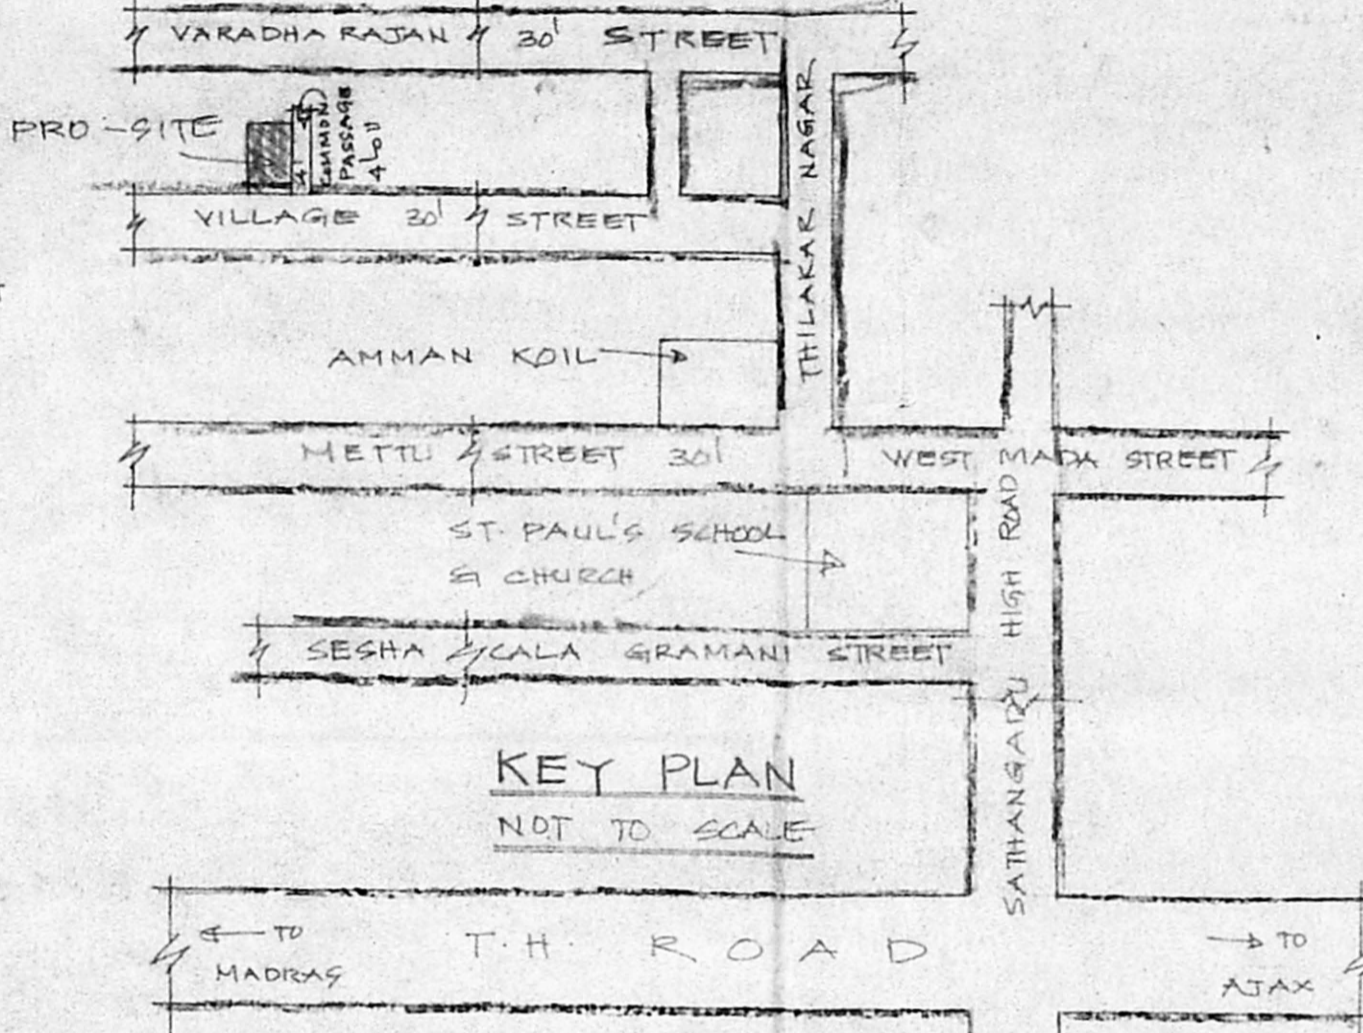 VARADHA RAJAN 30' STREET
THILAKAR NAGAR
PRO-SITE
COMMON
PASSAGE
4'
VILLAGE 30' STREET
AMMAN KOIL
METTU STREET 30'
WEST MADA STREET
ST. PAUL'S SCHOOL
& CHURCH
SATHANGADU HIGH ROAD
SESHA CALA GRAMANI STREET
KEY PLAN
NOT TO SCALE
← TO
MADRAS
T.H. ROAD
→ TO
AJAX